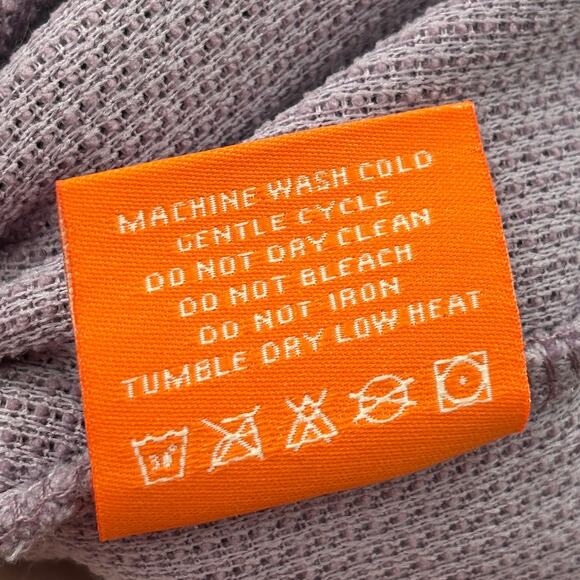 MACHINE WASH COLD
GENTLE CYCLE
DO NOT DRY CLEAN
DO NOT BLEACH
DO NOT IRON
TUMBLE DRY LOW HEAT
30°